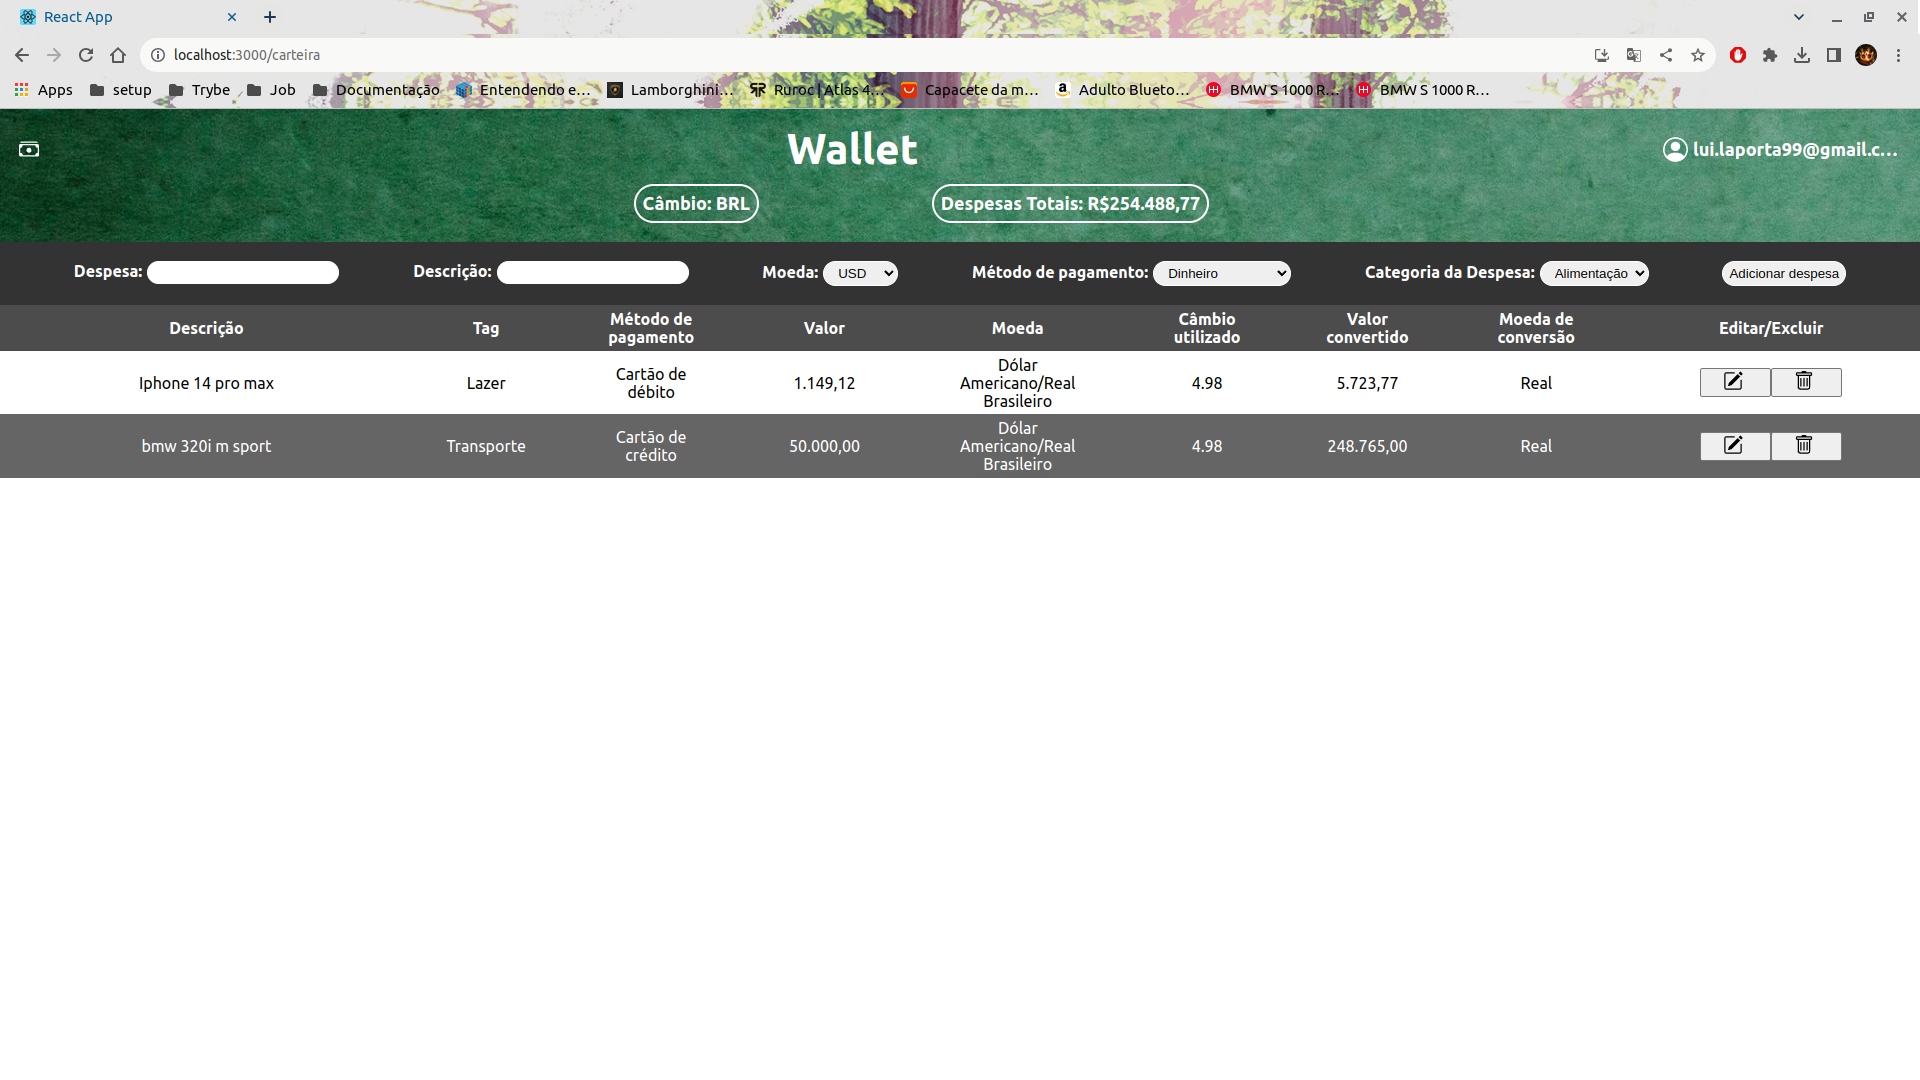 React App
localhost:3000/carteira
Apps setup Trybe Job Documentação Entendendo e... Lamborghini... Ruroc | Atlas 4... Capacete da m... Adulto Blueto... BMW S 1000 R... BMW S 1000 R...
Wallet
lui.laporta99@gmail.c...
Câmbio: BRL Despesas Totais: R$254.488,77
Despesa: Descrição: Moeda: USD Método de pagamento: Dinheiro Categoria da Despesa: Alimentação Adicionar despesa
Descrição Tag Método de pagamento Valor Moeda Câmbio utilizado Valor convertido Moeda de conversão Editar/Excluir
Iphone 14 pro max Lazer Cartão de débito 1.149,12 Dólar Americano/Real Brasileiro 4.98 5.723,77 Real
bmw 320i m sport Transporte Cartão de crédito 50.000,00 Dólar Americano/Real Brasileiro 4.98 248.765,00 Real